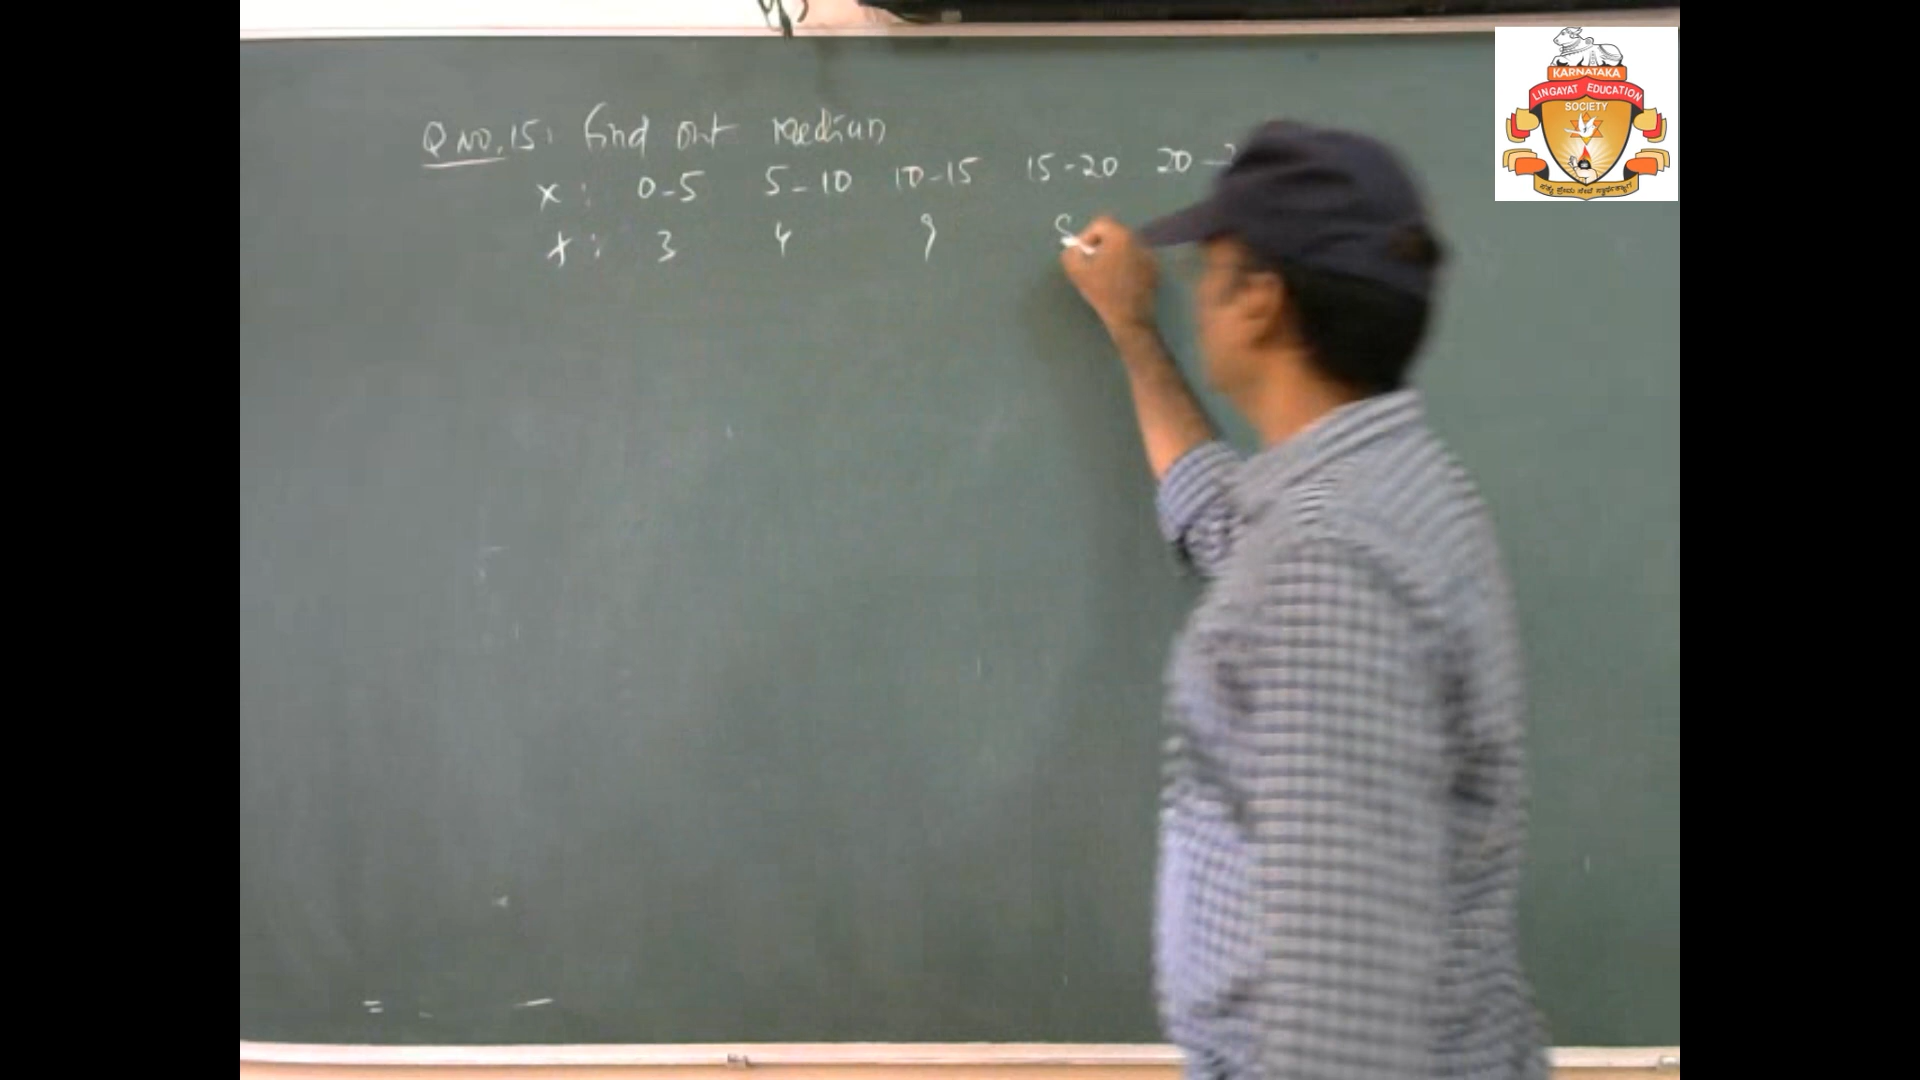 Q NO. 15: find out Median
x : 0-5 5-10 10-15 15-20 20-
f : 3 4 9 8
KARNATAKA
LINGAYAT EDUCATION
SOCIETY